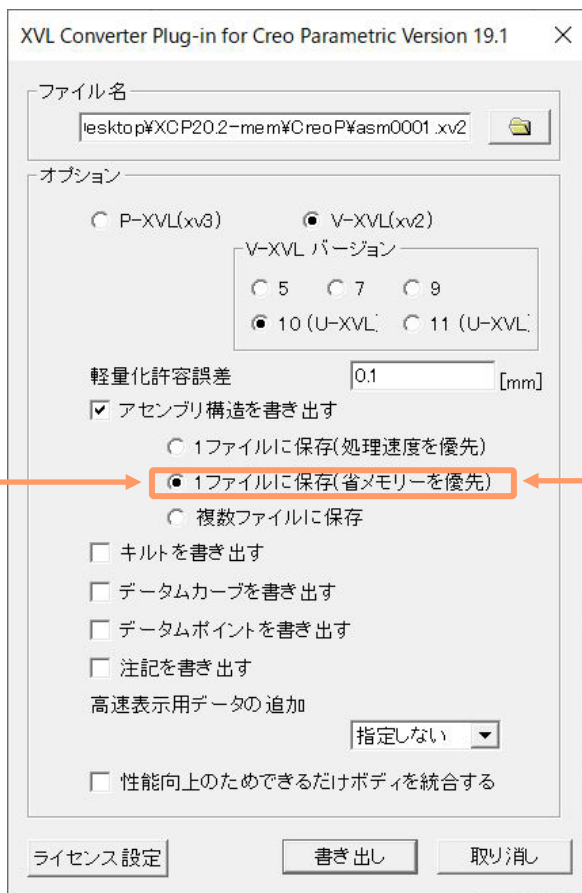 XVL Converter Plug-in for Creo Parametric Version 19.1
ファイル名
esktop¥XCP20.2-mem¥CreoP¥asm0001.xv2
オプション
P-XVL(xv3) V-XVL(xv2)
V-XVL バージョン
5 7 9
10 (U-XVL) 11 (U-XVL)
軽量化許容誤差 0.1 [mm]
アセンブリ構造を書き出す
1ファイルに保存(処理速度を優先)
1ファイルに保存(省メモリーを優先)
複数ファイルに保存
キルトを書き出す
データムカーブを書き出す
データムポイントを書き出す
注記を書き出す
高速表示用データの追加
指定しない
性能向上のためできるだけボディを統合する
ライセンス設定 書き出し 取り消し